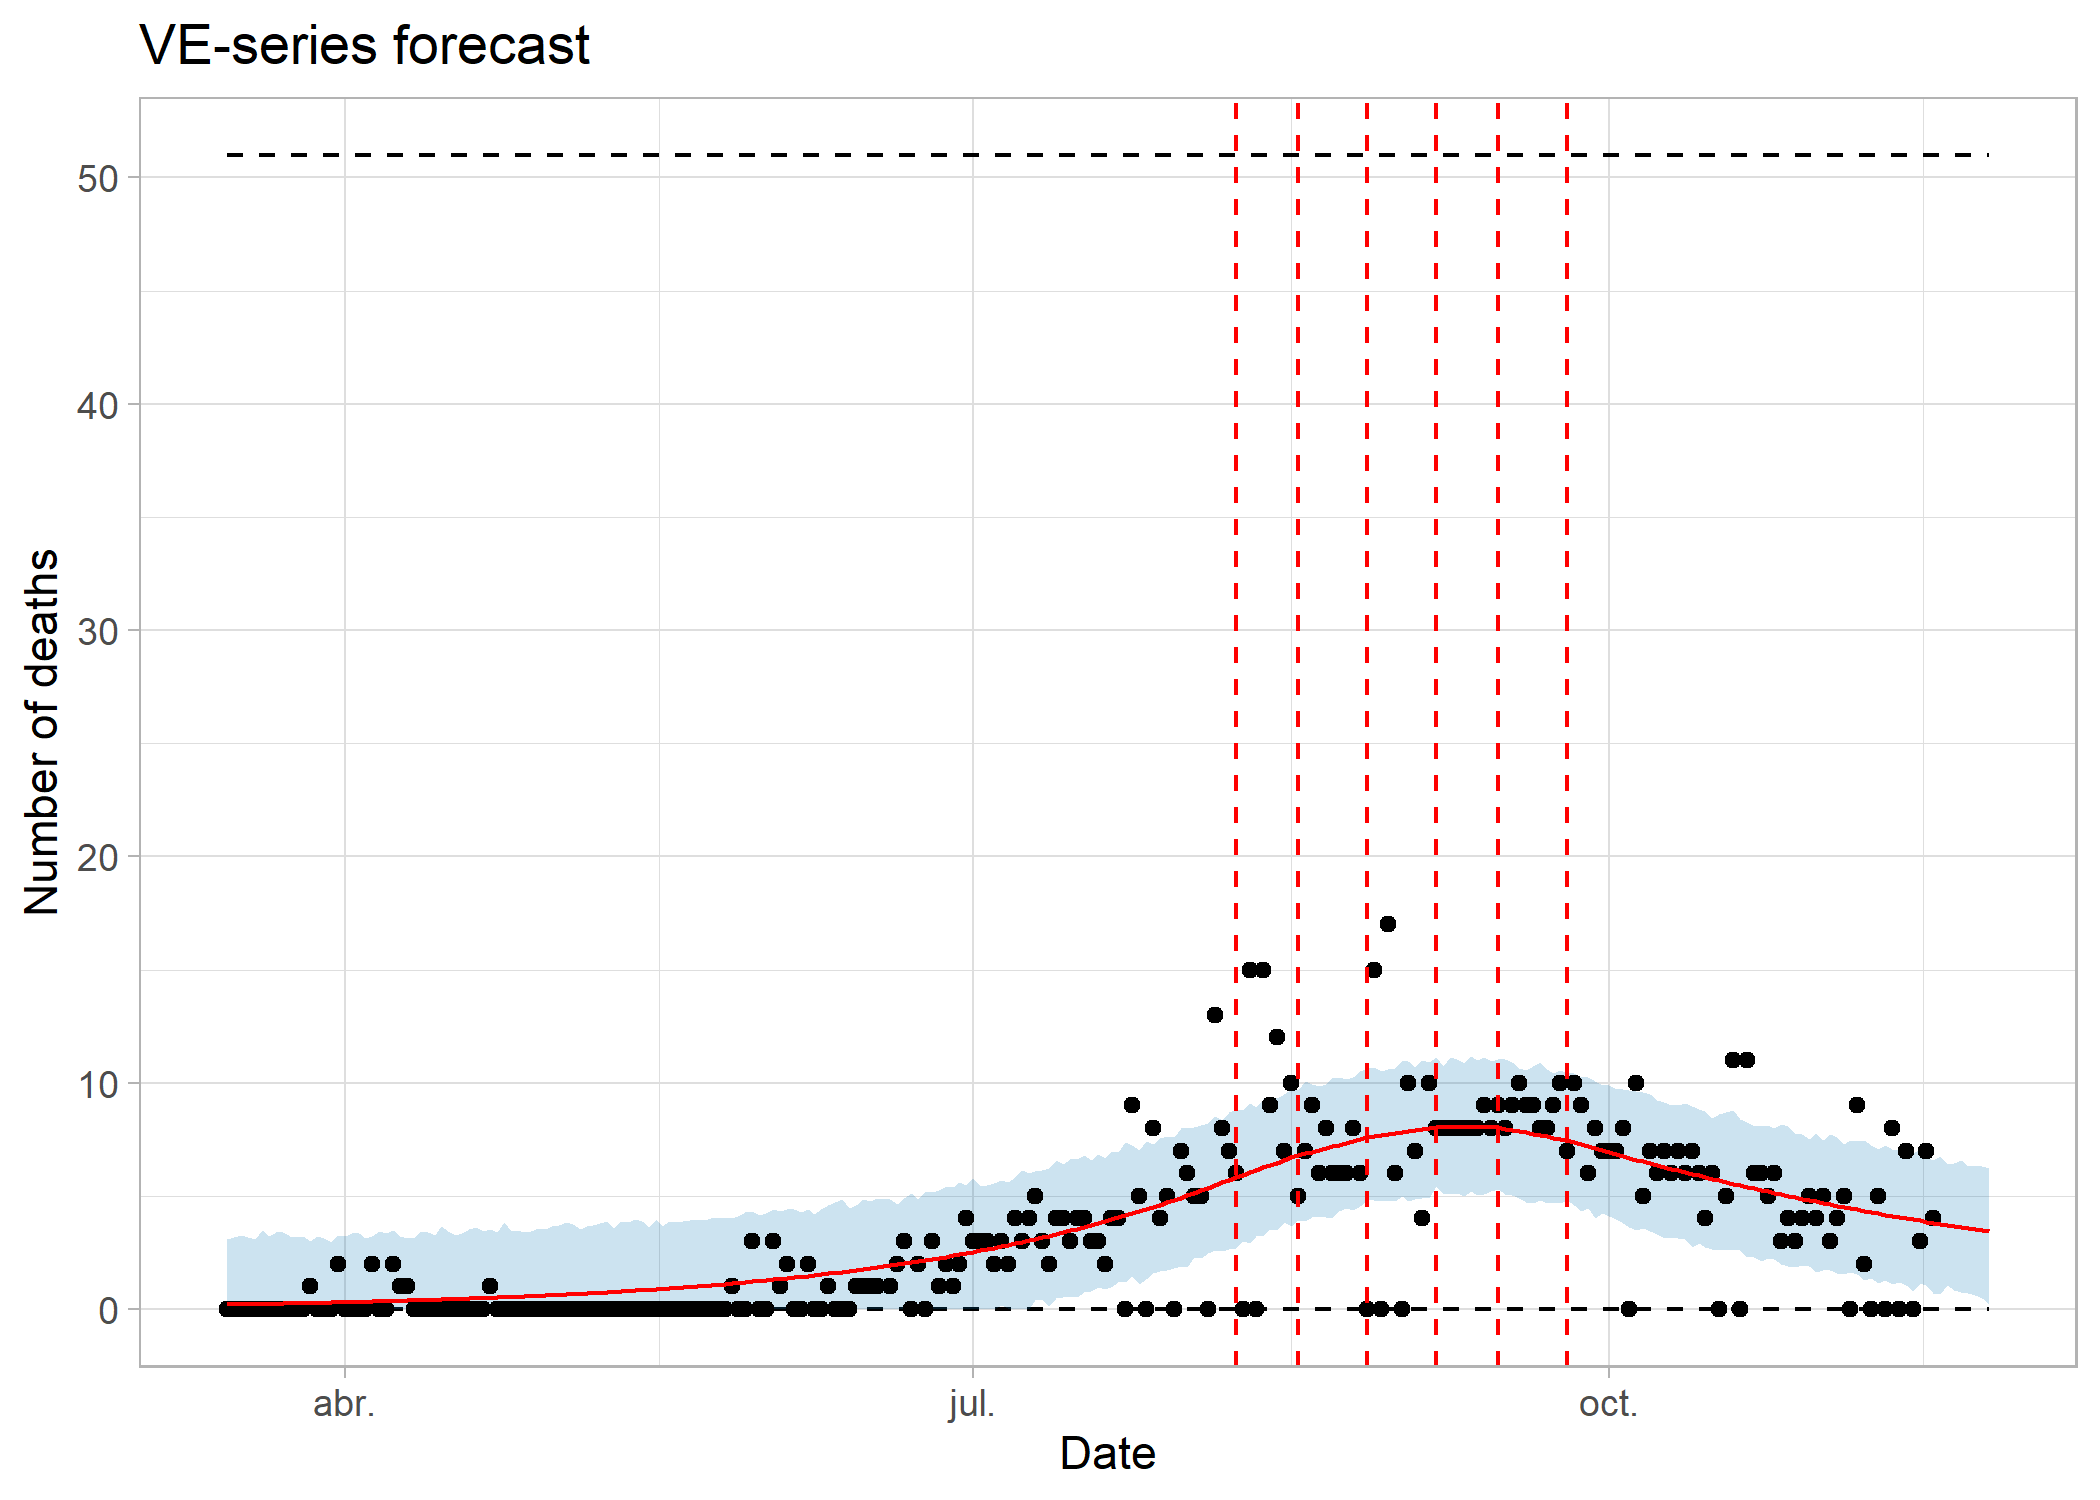 VE-series forecast
50
40
30
20
10
0
Number of deaths
abr.
jul.
oct.
Date